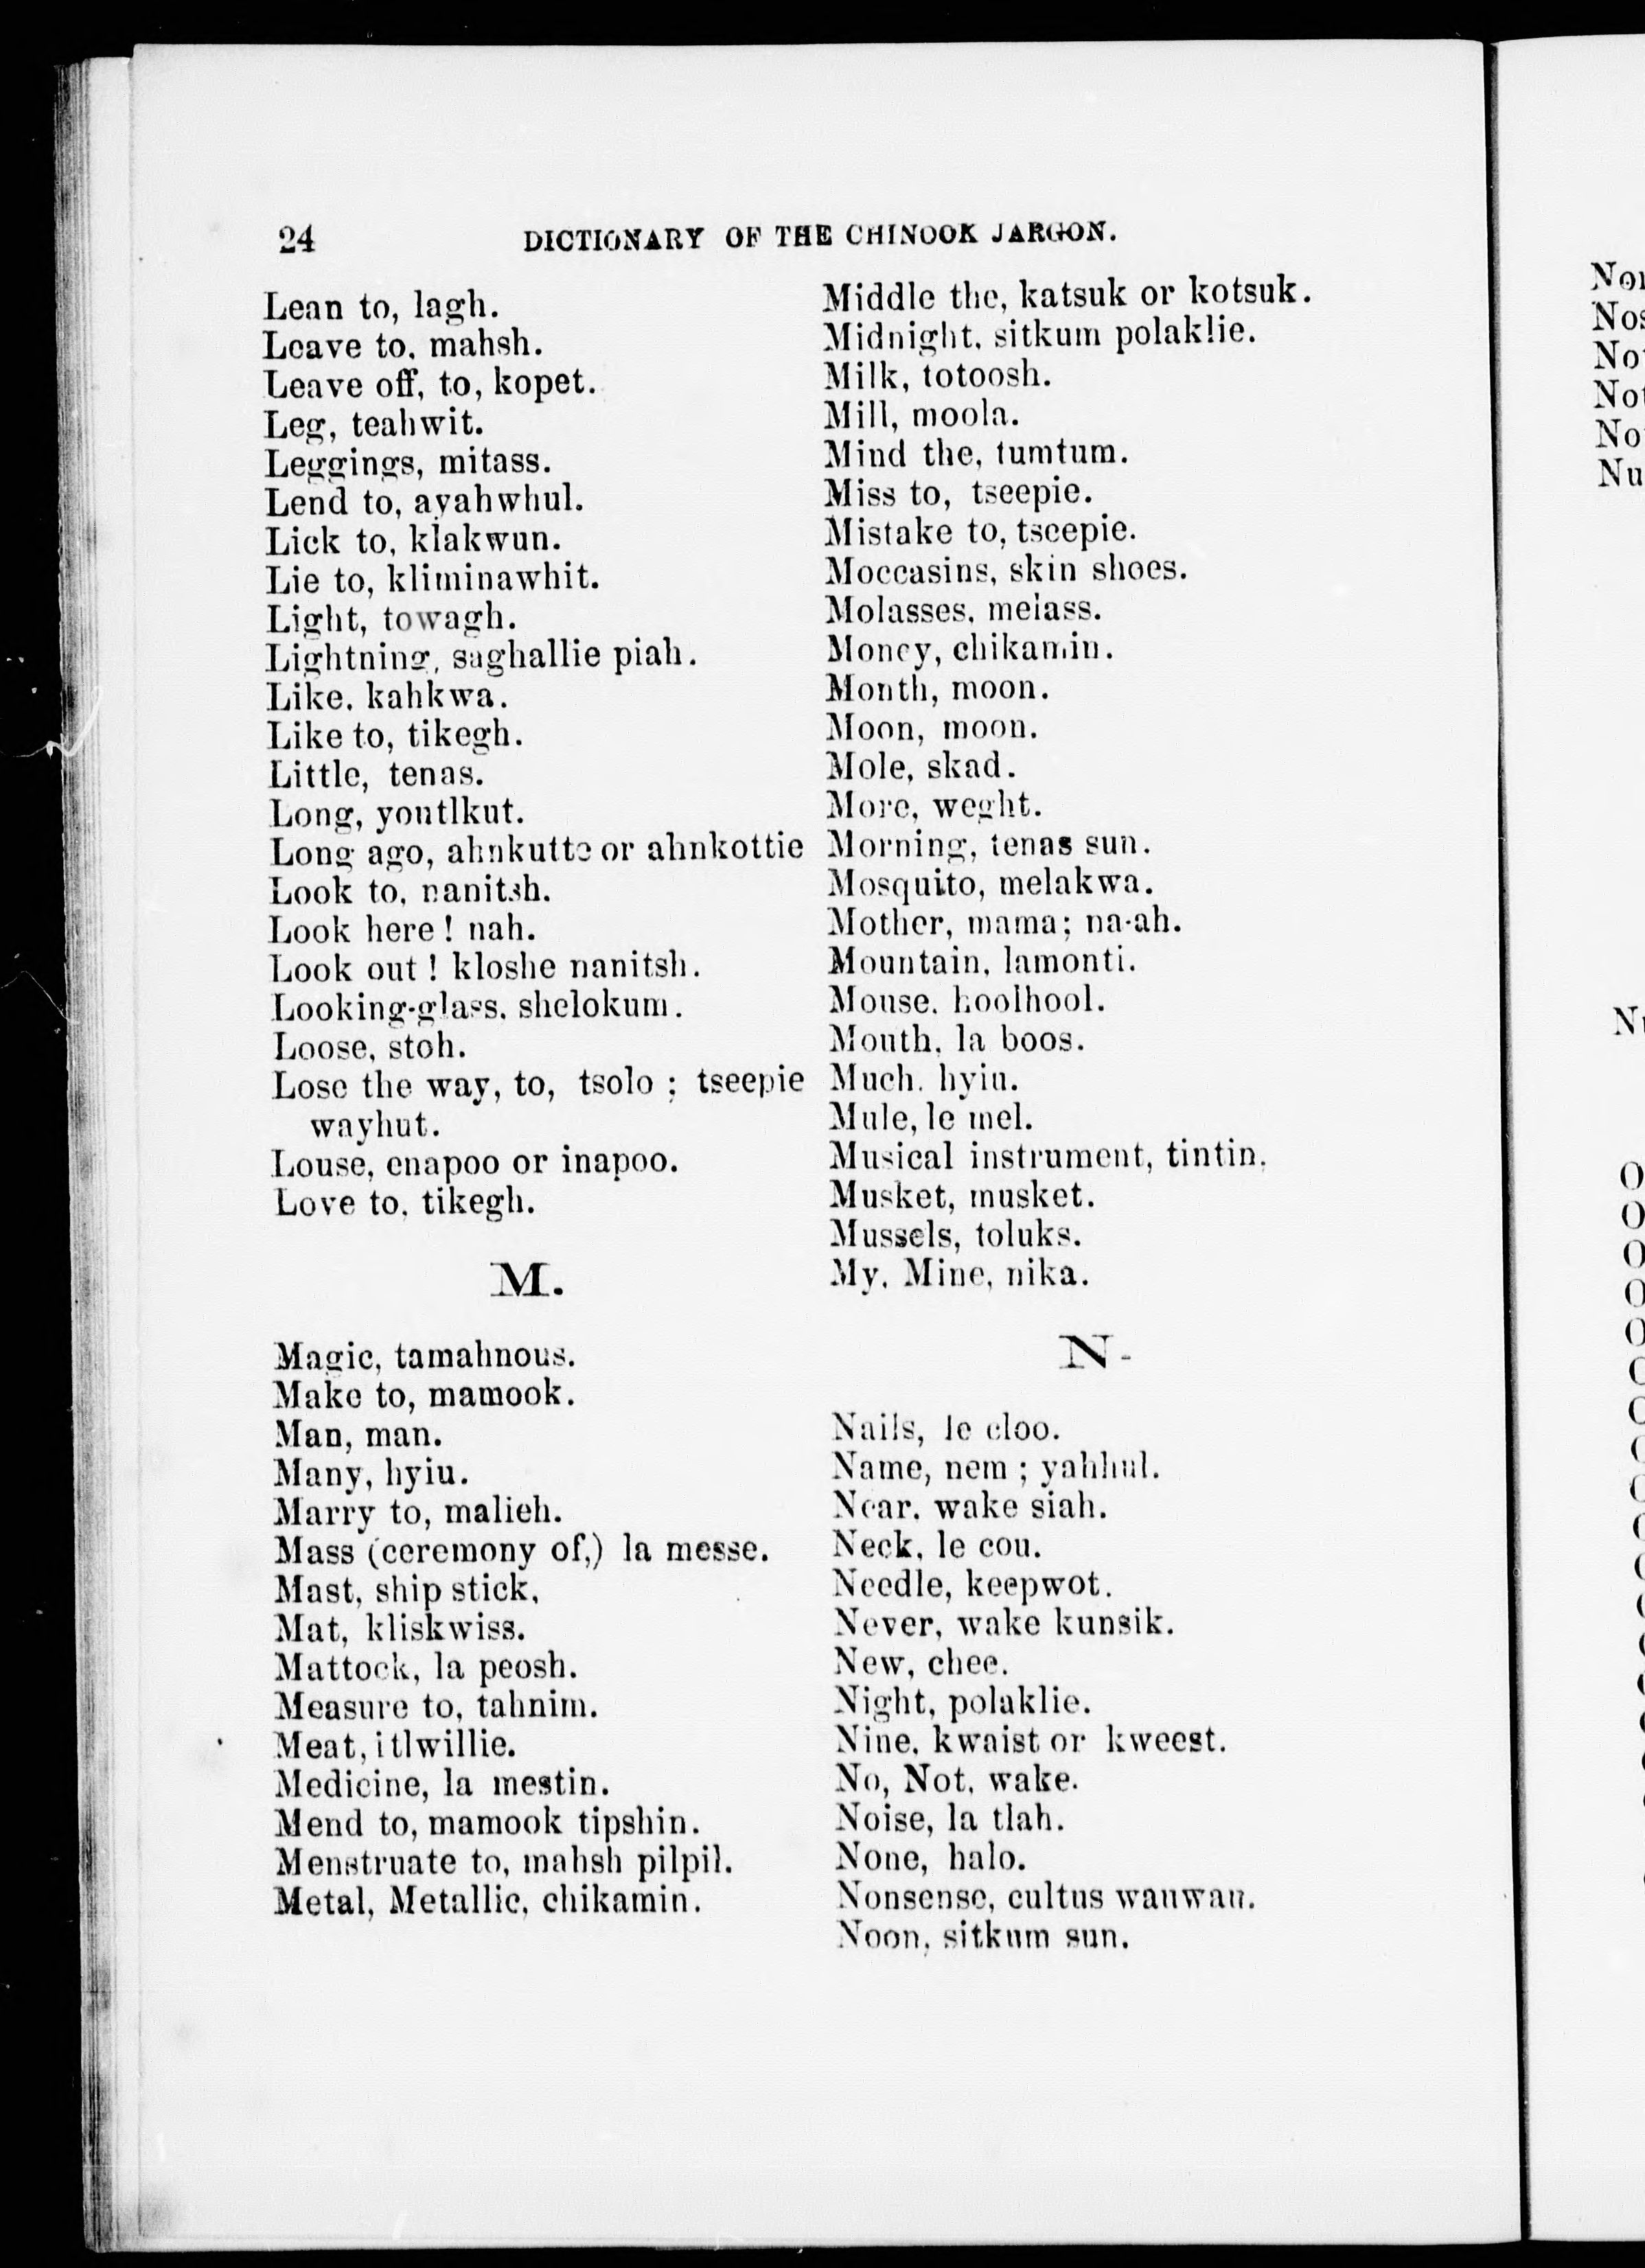 24 DICTIONARY OF THE CHINOOK JARGON.
Lean to, lagh.
Leave to, mahsh.
Leave off, to, kopet.
Leg, teahwit.
Leggings, mitass.
Lend to, ayahwhul.
Lick to, klakwun.
Lie to, kliminawhit.
Light, towagh.
Lightning, saghallie piah.
Like, kahkwa.
Like to, tikegh.
Little, tenas.
Long, youtlkut.
Long ago, ahnkutte or ahnkottie
Look to, nanitsh.
Look here! nah.
Look out! kloshe nanitsh.
Looking-glass, shelokum.
Loose, stoh.
Lose the way, to, tsolo; tseepie
wayhut.
Louse, enapoo or inapoo.
Love to, tikegh.
M.
Magic, tamahnous.
Make to, mamook.
Man, man.
Many, hyiu.
Marry to, malieh.
Mass (ceremony of,) la messe.
Mast, ship stick,
Mat, kliskwiss.
Mattock, la peosh.
Measure to, tahnim.
Meat, itlwillie.
Medicine, la mestin.
Mend to, mamook tipshin.
Menstruate to, mahsh pilpil.
Metal, Metallic, chikamin.
Middle the, katsuk or kotsuk.
Midnight, sitkum polaklie.
Milk, totoosh.
Mill, moola.
Mind the, tumtum.
Miss to, tseepie.
Mistake to, tseepie.
Moccasins, skin shoes.
Molasses, melass.
Money, chikamin.
Month, moon.
Moon, moon.
Mole, skad.
More, weght.
Morning, tenas sun.
Mosquito, melakwa.
Mother, mama; na-ah.
Mountain, lamonti.
Mouse, hoolhool.
Mouth, la boos.
Much, hyiu.
Mule, le mel.
Musical instrument, tintin.
Musket, musket.
Mussels, toluks.
My, Mine, nika.
N.
Nails, le cloo.
Name, nem; yahhul.
Near, wake siah.
Neck, le cou.
Needle, keepwot.
Never, wake kunsik.
New, chee.
Night, polaklie.
Nine, kwaist or kweest.
No, Not, wake.
Noise, la tlah.
None, halo.
Nonsense, cultus wauwau.
Noon, sitkum sun.